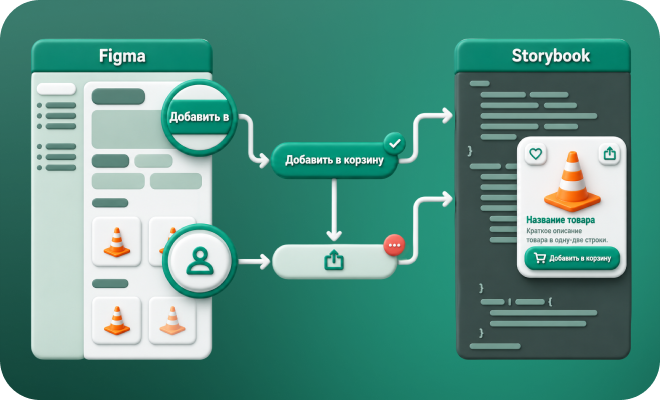 Figma
Storybook
Добавить в
Добавить в корзину
Название товара
Краткое описание
товара в одну-две строки.
Добавить в корзину